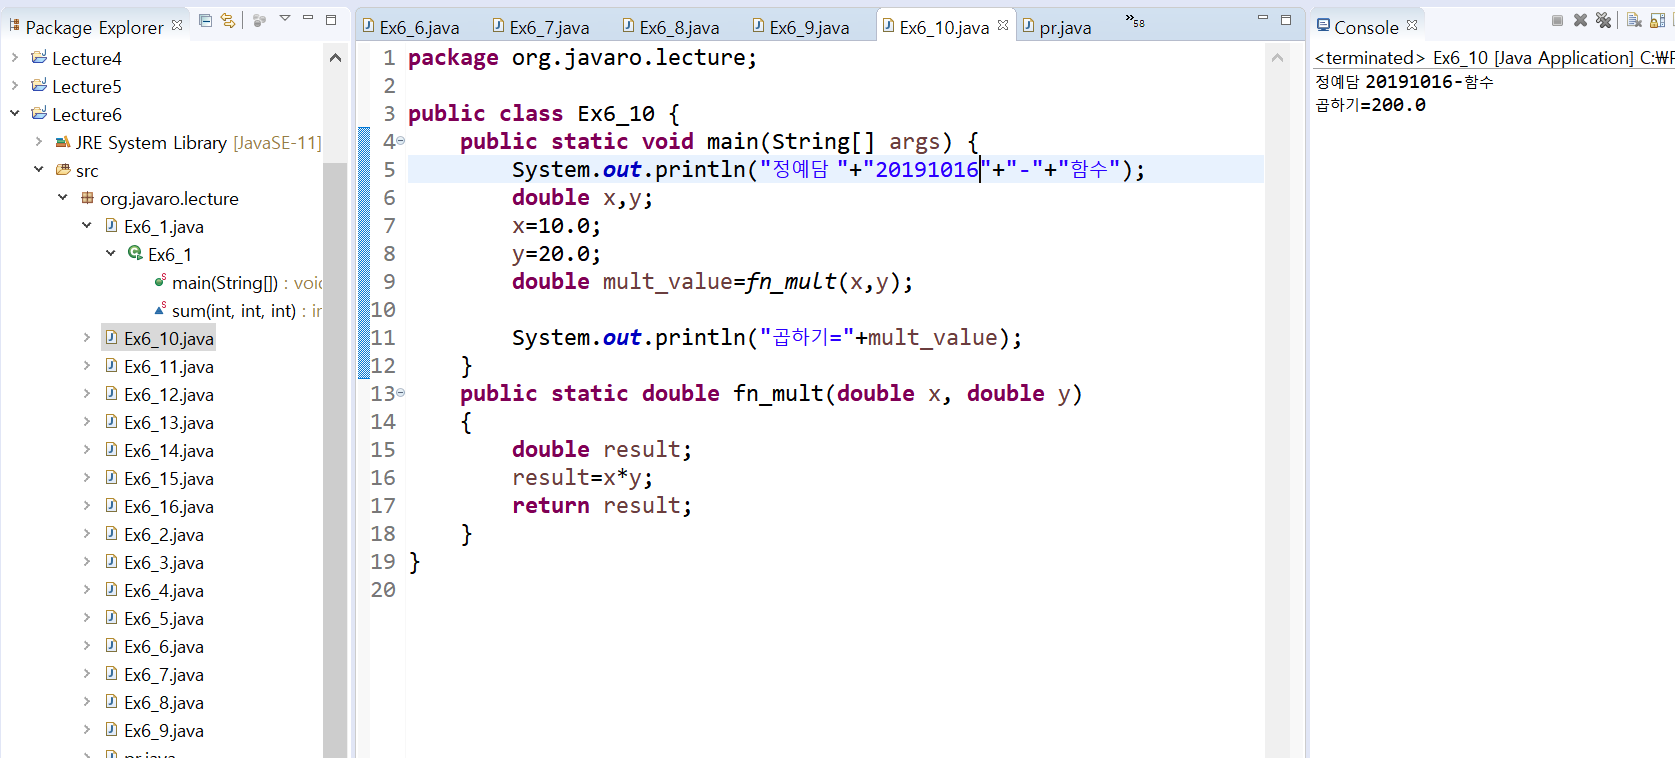 Package Explorer
Lecture4
Lecture5
Lecture6
JRE System Library [JavaSE-11]
src
org.javaro.lecture
Ex6_1.java
Ex6_1
main(String[]) : void
sum(int, int, int) : in
Ex6_10.java
Ex6_11.java
Ex6_12.java
Ex6_13.java
Ex6_14.java
Ex6_15.java
Ex6_16.java
Ex6_2.java
Ex6_3.java
Ex6_4.java
Ex6_5.java
Ex6_6.java
Ex6_7.java
Ex6_8.java
Ex6_9.java
pr.java
Ex6_6.java Ex6_7.java Ex6_8.java Ex6_9.java Ex6_10.java pr.java »58
1 package org.javaro.lecture;
2
3 public class Ex6_10 {
4 public static void main(String[] args) {
5 System.out.println("정예담 "+"20191016"+"-"+"함수");
6 double x,y;
7 x=10.0;
8 y=20.0;
9 double mult_value=fn_mult(x,y);
10
11 System.out.println("곱하기="+mult_value);
12 }
13 public static double fn_mult(double x, double y)
14 {
15 double result;
16 result=x*y;
17 return result;
18 }
19 }
20
Console
<terminated> Ex6_10 [Java Application] C:₩P
정예담 20191016-함수
곱하기=200.0